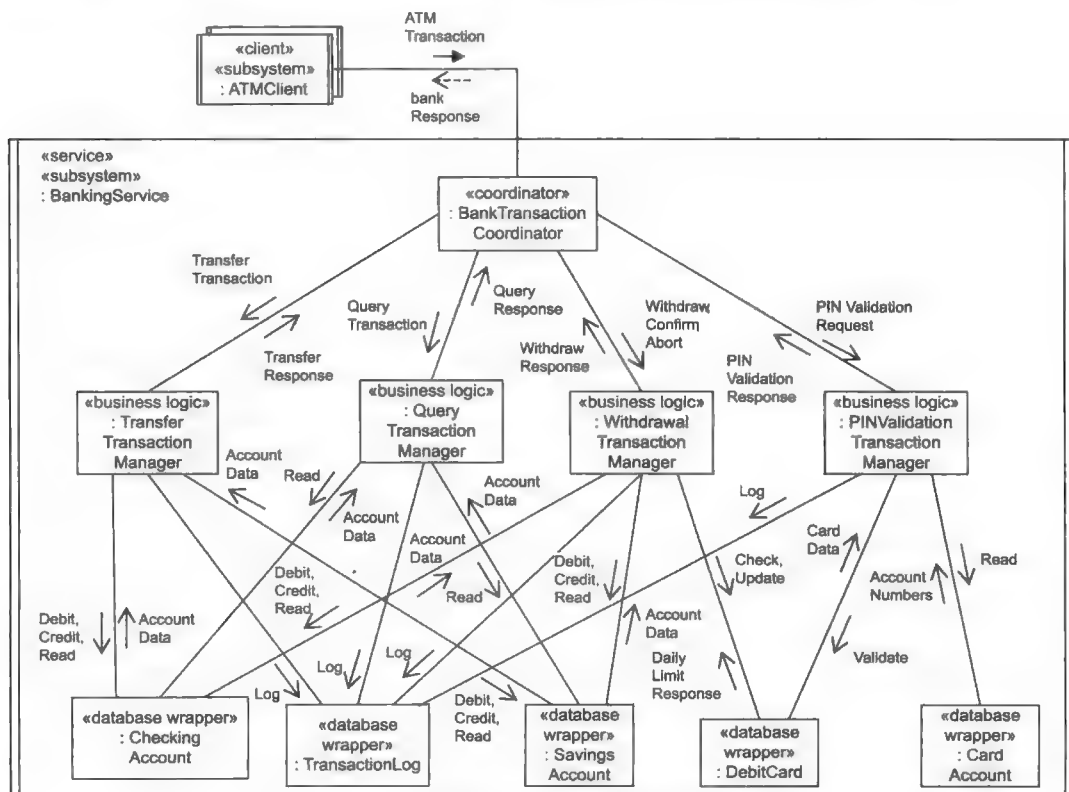 ATM
Transaction
«client»
«subsystem»
: ATMClient
bank
Response
«service»
«subsystem»
: BankingService
«coordinator»
: BankTransaction
Coordinator
Transfer
Transaction
Query
Transaction
Query
Response
Withdraw,
Confirm,
Abort
PIN Validation
Request
Transfer
Response
Withdraw
Response
PIN
Validation
Response
«business logic»
: Transfer
Transaction
Manager
«business logic»
: Query
Transaction
Manager
«business logic»
: Withdrawal
Transaction
Manager
«business logic»
: PINValidation
Transaction
Manager
Account
Data
Read
Account
Data
Account
Data
Account
Data
Log
Debit,
Credit,
Read
Account
Data
Debit,
Credit,
Read
Read
Debit,
Credit,
Read
Account
Data
Check,
Update
Card
Data
Account
Numbers
Read
Log
Log
Log
Debit,
Credit,
Read
Daily
Limit
Response
Validate
«database wrapper»
: Checking
Account
«database
wrapper»
: TransactionLog
«database
wrapper»
: Savings
Account
«database
wrapper»
: DebitCard
«database
wrapper»
: Card
Account